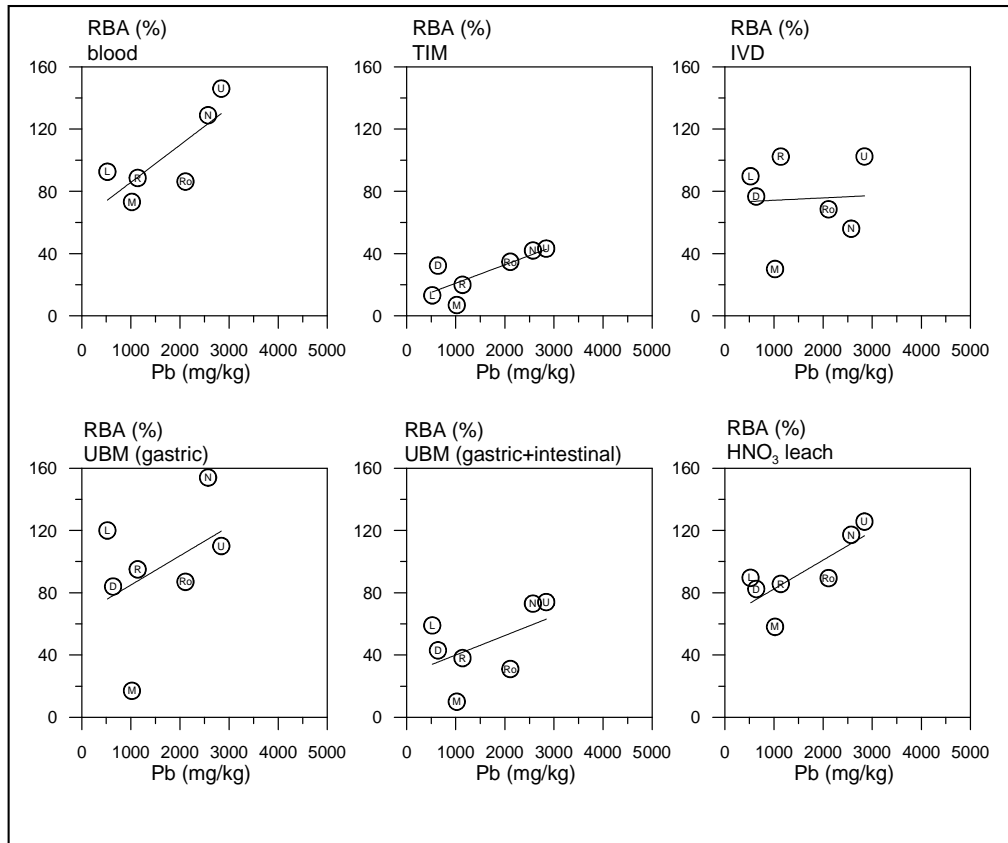 RBA (%)
blood
160
120
80
40
0
L
M
R
Ro
N
U
0 1000 2000 3000 4000 5000
Pb (mg/kg)
RBA (%)
TIM
160
120
80
40
0
L
D
M
R
Ro
N
U
0 1000 2000 3000 4000 5000
Pb (mg/kg)
RBA (%)
IVD
160
120
80
40
0
L
D
M
R
Ro
N
U
0 1000 2000 3000 4000 5000
Pb (mg/kg)
RBA (%)
UBM (gastric)
160
120
80
40
0
L
D
M
R
Ro
N
U
0 1000 2000 3000 4000 5000
Pb (mg/kg)
RBA (%)
UBM (gastric+intestinal)
160
120
80
40
0
L
D
M
R
Ro
N
U
0 1000 2000 3000 4000 5000
Pb (mg/kg)
RBA (%)
HNO₃ leach
160
120
80
40
0
L
D
M
R
Ro
N
U
0 1000 2000 3000 4000 5000
Pb (mg/kg)